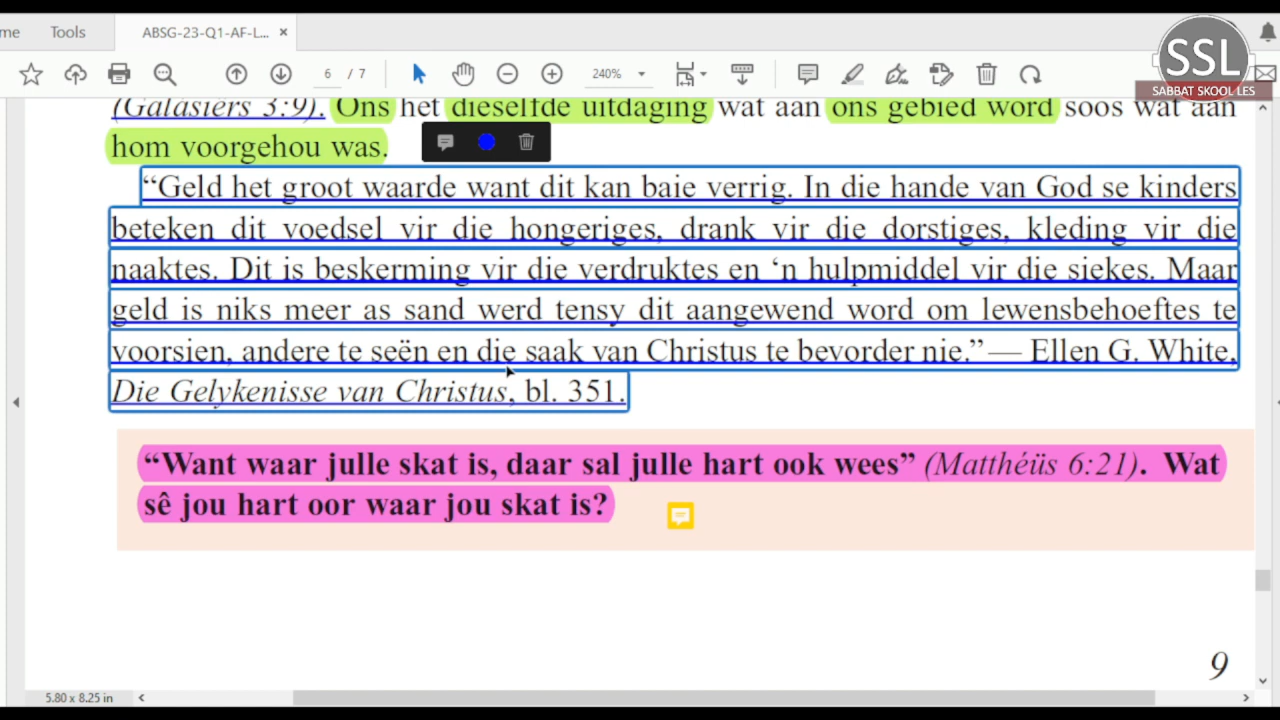 me Tools ABSG-23-Q1-AF-L... ×
SSL
SABBAT SKOOL LES
6 / 7 240%
(Galasiërs 3:9). Ons het dieselfde uitdaging wat aan ons gebied word soos wat aan
hom voorgehou was.
“Geld het groot waarde want dit kan baie verrig. In die hande van God se kinders
beteken dit voedsel vir die hongeriges, drank vir die dorstiges, kleding vir die
naaktes. Dit is beskerming vir die verdruktes en ‘n hulpmiddel vir die siekes. Maar
geld is niks meer as sand werd tensy dit aangewend word om lewensbehoeftes te
voorsien, andere te seën en die saak van Christus te bevorder nie.”— Ellen G. White,
Die Gelykenisse van Christus, bl. 351.
“Want waar julle skat is, daar sal julle hart ook wees” (Matthéüs 6:21). Wat
sê jou hart oor waar jou skat is?
9
5.80 x 8.25 in